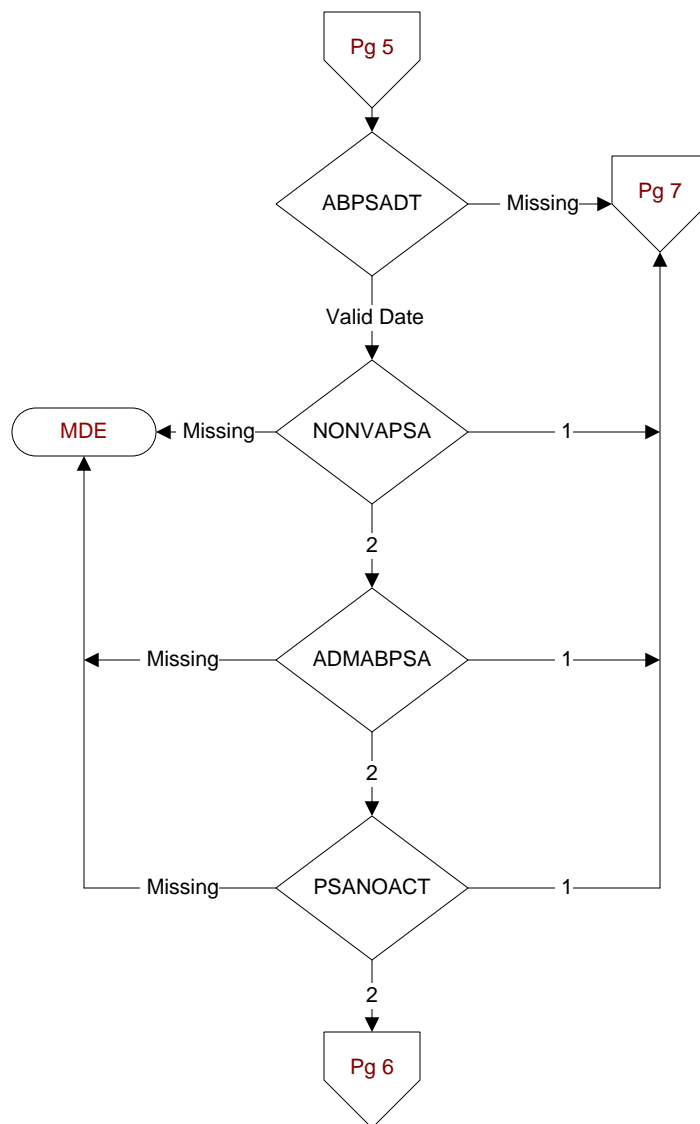 Pg 5
ABPSADT
Missing
Pg 7
Valid Date
MDE
Missing
NONVAPSA
1
2
Missing
ADMABPSA
1
2
Missing
PSANOACT
1
2
Pg 6